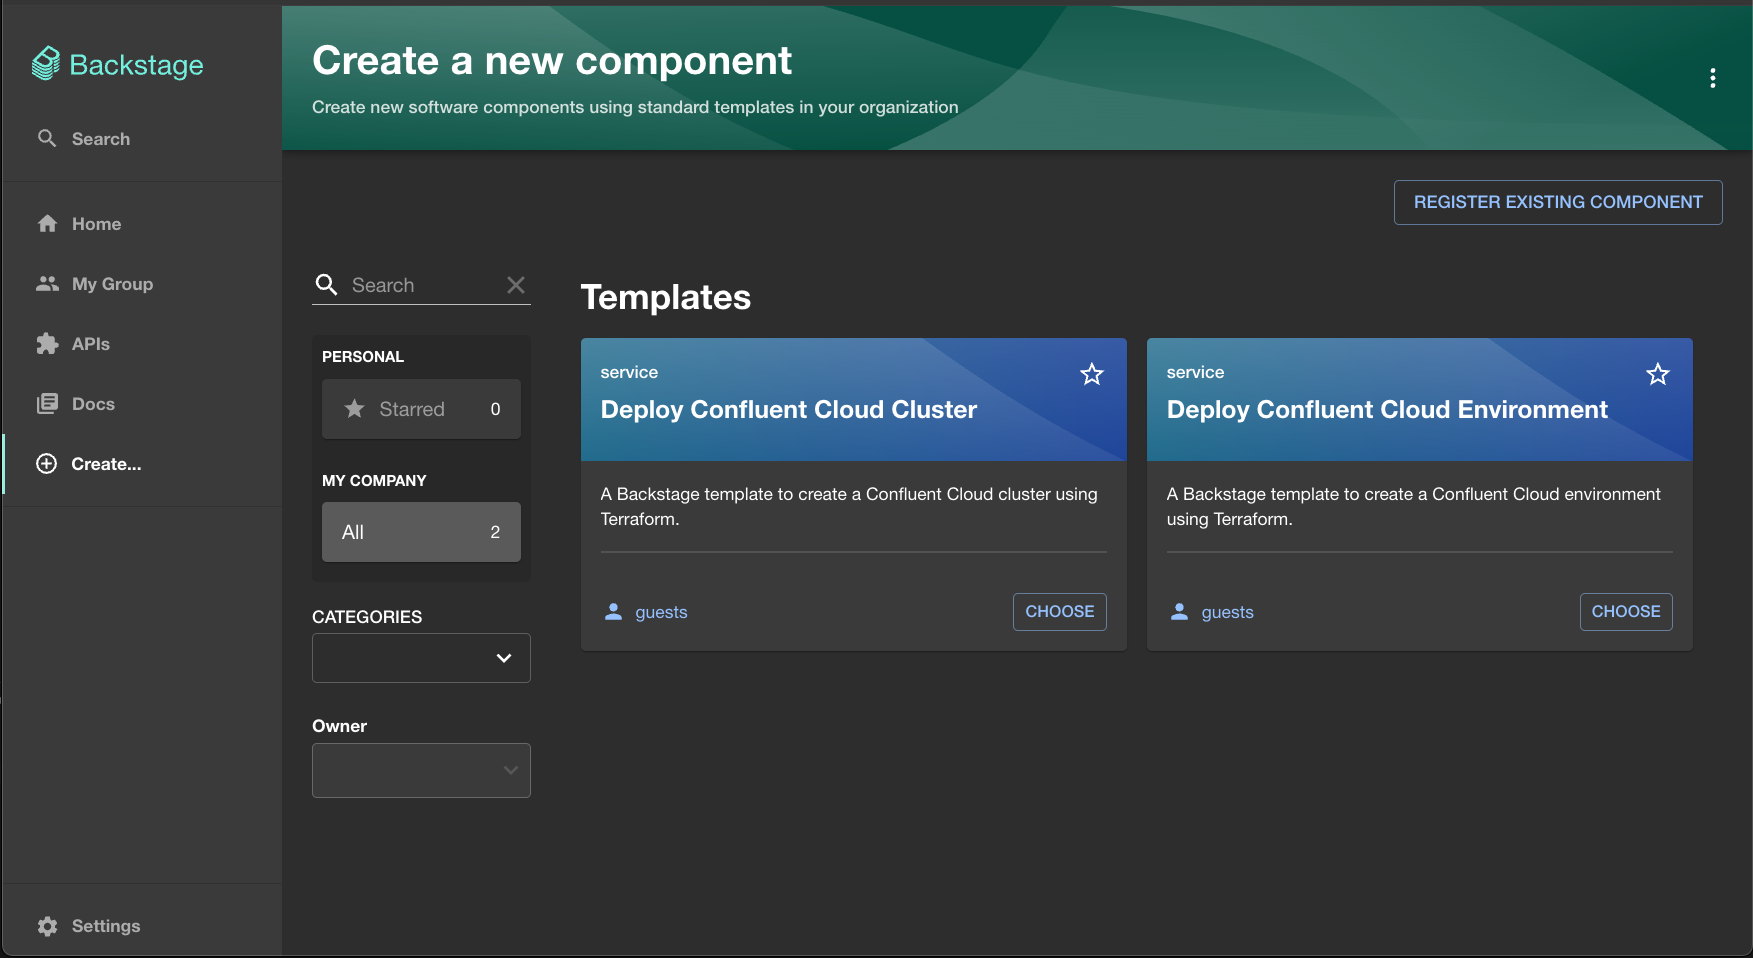 Backstage
Search
Home
My Group
APIs
Docs
Create...
Settings
Create a new component
Create new software components using standard templates in your organization
REGISTER EXISTING COMPONENT
Search
PERSONAL
Starred 0
MY COMPANY
All 2
CATEGORIES
Owner
Templates
service
Deploy Confluent Cloud Cluster
A Backstage template to create a Confluent Cloud cluster using
Terraform.
guests
CHOOSE
service
Deploy Confluent Cloud Environment
A Backstage template to create a Confluent Cloud environment
using Terraform.
guests
CHOOSE